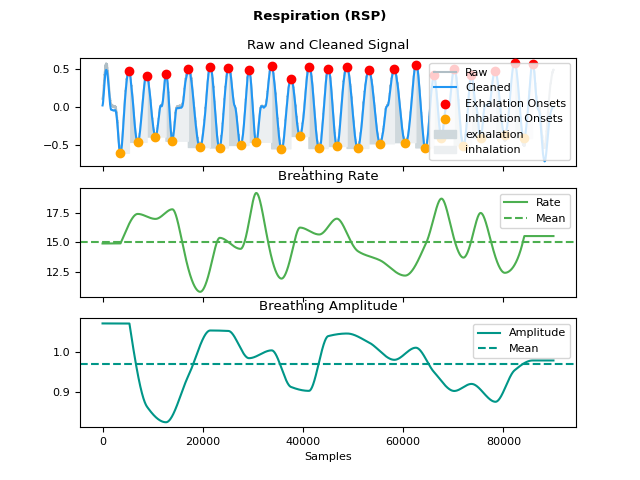 Respiration (RSP)
Raw and Cleaned Signal
0.5
0.0
−0.5
Raw
Cleaned
Exhalation Onsets
Inhalation Onsets
exhalation
inhalation
Breathing Rate
17.5
15.0
12.5
Rate
Mean
Breathing Amplitude
1.0
0.9
Amplitude
Mean
0 20000 40000 60000 80000
Samples